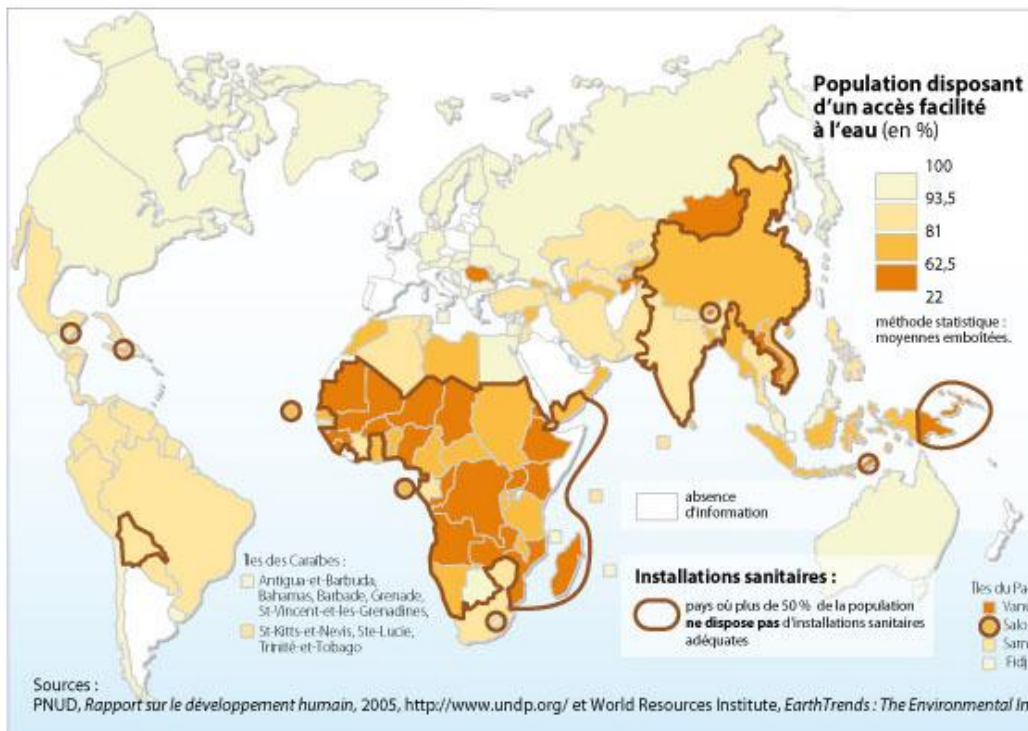 Population disposant
d'un accès facilité
à l'eau (en %)
100
93,5
81
62,5
22
méthode statistique :
moyennes emboîtées.
absence
d'information
Îles des Caraïbes :
Antigua-et-Barbuda,
Bahamas, Barbade, Grenade,
St-Vincent-et-les-Grenadines,
St-Kitts-et-Nevis, Ste-Lucie,
Trinité-et-Tobago
Installations sanitaires :
pays où plus de 50 % de la population
ne dispose pas d'installations sanitaires
adéquates
Îles du Pa
Vanu
Salo
Sam
Fidj
Sources :
PNUD, Rapport sur le développement humain, 2005, http://www.undp.org/ et World Resources Institute, EarthTrends : The Environmental In